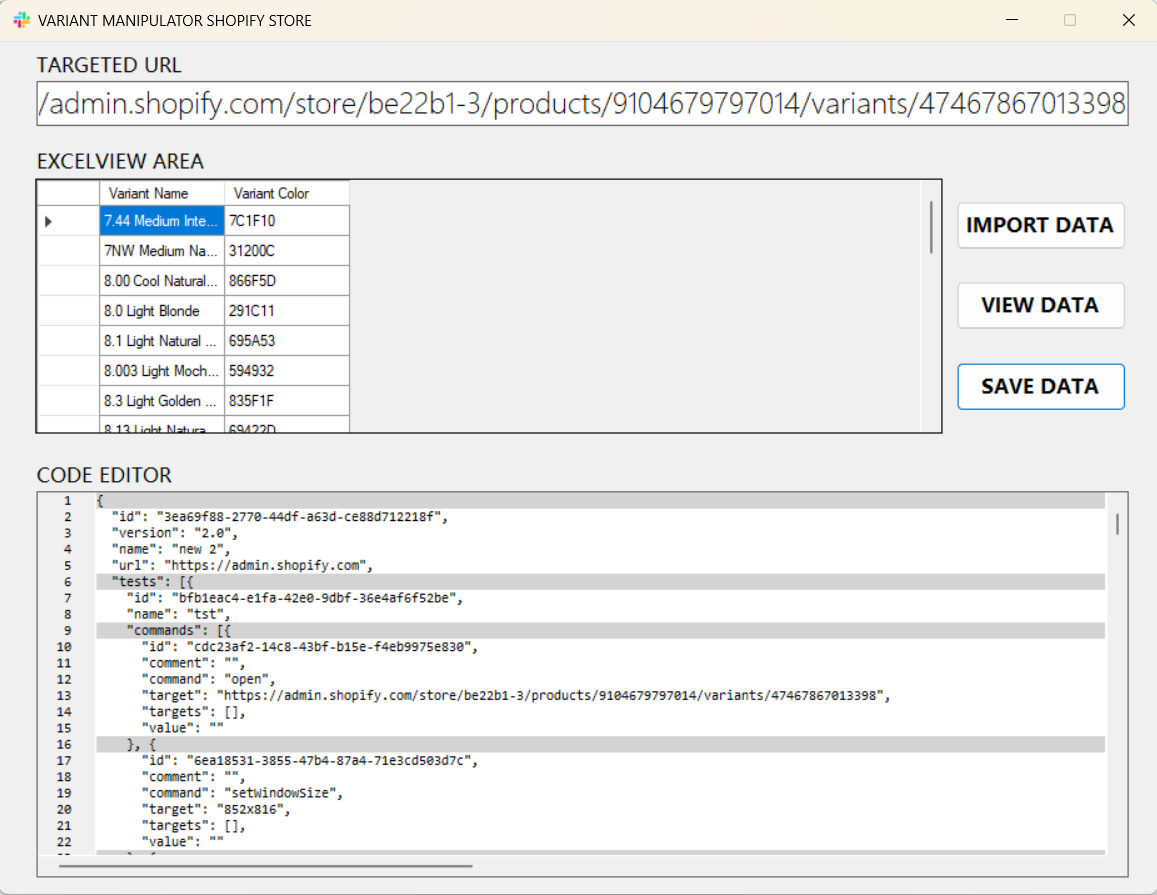 VARIANT MANIPULATOR SHOPIFY STORE
TARGETED URL
/admin.shopify.com/store/be22b1-3/products/9104679797014/variants/47467867013398
EXCELVIEW AREA
Variant Name Variant Color
7.44 Medium Inte... 7C1F10
7NW Medium Na... 31200C
8.00 Cool Natural... 866F5D
8.0 Light Blonde 291C11
8.1 Light Natural ... 695A53
8.003 Light Moch... 594932
8.3 Light Golden ... 835F1F
8.13 Light Natura... 69422D
IMPORT DATA
VIEW DATA
SAVE DATA
CODE EDITOR
1 {
2 "id": "3ea69f88-2770-44df-a63d-ce88d712218f",
3 "version": "2.0",
4 "name": "new 2",
5 "url": "https://admin.shopify.com",
6 "tests": [{
7 "id": "bfb1eac4-e1fa-42e0-9dbf-36e4af6f52be",
8 "name": "tst",
9 "commands": [{
10 "id": "cdc23af2-14c8-43bf-b15e-f4eb9975e830",
11 "comment": "",
12 "command": "open",
13 "target": "https://admin.shopify.com/store/be22b1-3/products/9104679797014/variants/47467867013398",
14 "targets": [],
15 "value": ""
16 }, {
17 "id": "6ea18531-3855-47b4-87a4-71e3cd503d7c",
18 "comment": "",
19 "command": "setWindowSize",
20 "target": "852x816",
21 "targets": [],
22 "value": ""